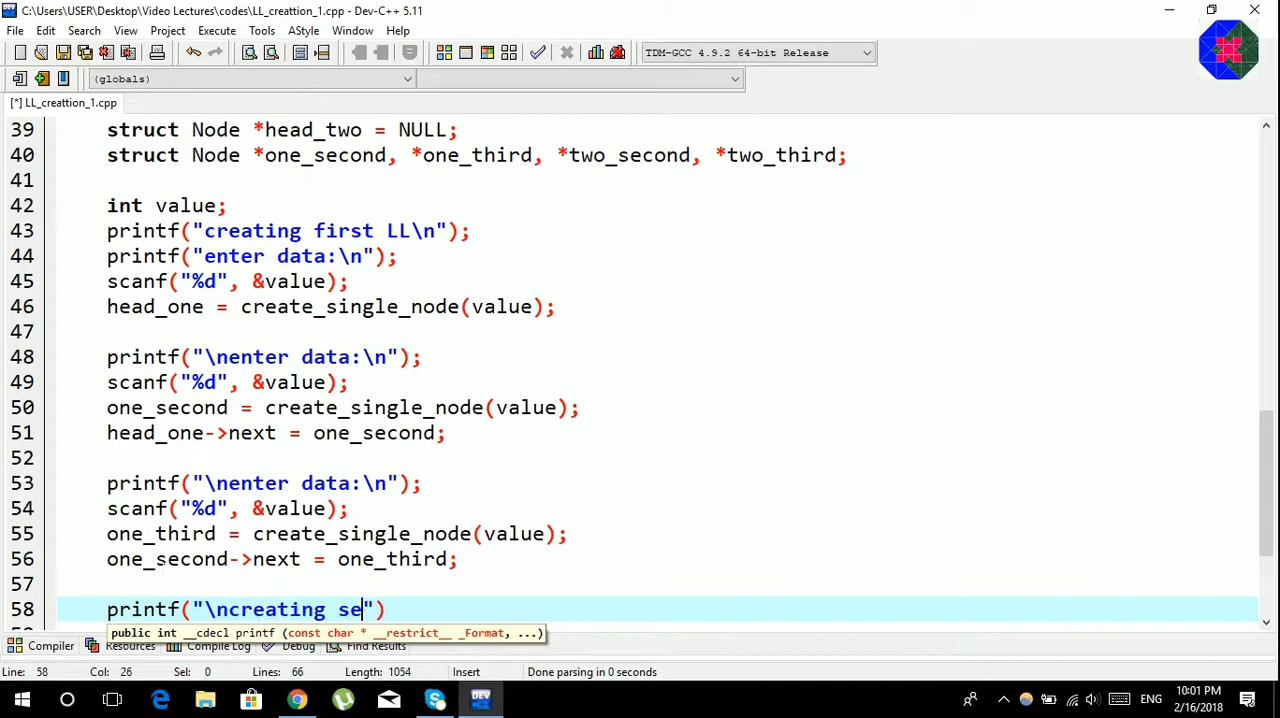 C:\Users\USER\Desktop\Video Lectures\codes\LL_creattion_1.cpp - Dev-C++ 5.11
File Edit Search View Project Execute Tools AStyle Window Help
TDM-GCC 4.9.2 64-bit Release
(globals)
[*] LL_creattion_1.cpp
39 struct Node *head_two = NULL;
40 struct Node *one_second, *one_third, *two_second, *two_third;
41
42 int value;
43 printf("creating first LL\n");
44 printf("enter data:\n");
45 scanf("%d", &value);
46 head_one = create_single_node(value);
47
48 printf("\nenter data:\n");
49 scanf("%d", &value);
50 one_second = create_single_node(value);
51 head_one->next = one_second;
52
53 printf("\nenter data:\n");
54 scanf("%d", &value);
55 one_third = create_single_node(value);
56 one_second->next = one_third;
57
58 printf("\ncreating se")
public int __cdecl printf (const char * __restrict__ _Format, ...)
Compiler Resources Compile Log Debug Find Results
Line: 58 Col: 26 Sel: 0 Lines: 66 Length: 1054 Insert Done parsing in 0 seconds
ENG 10:01 PM
2/16/2018